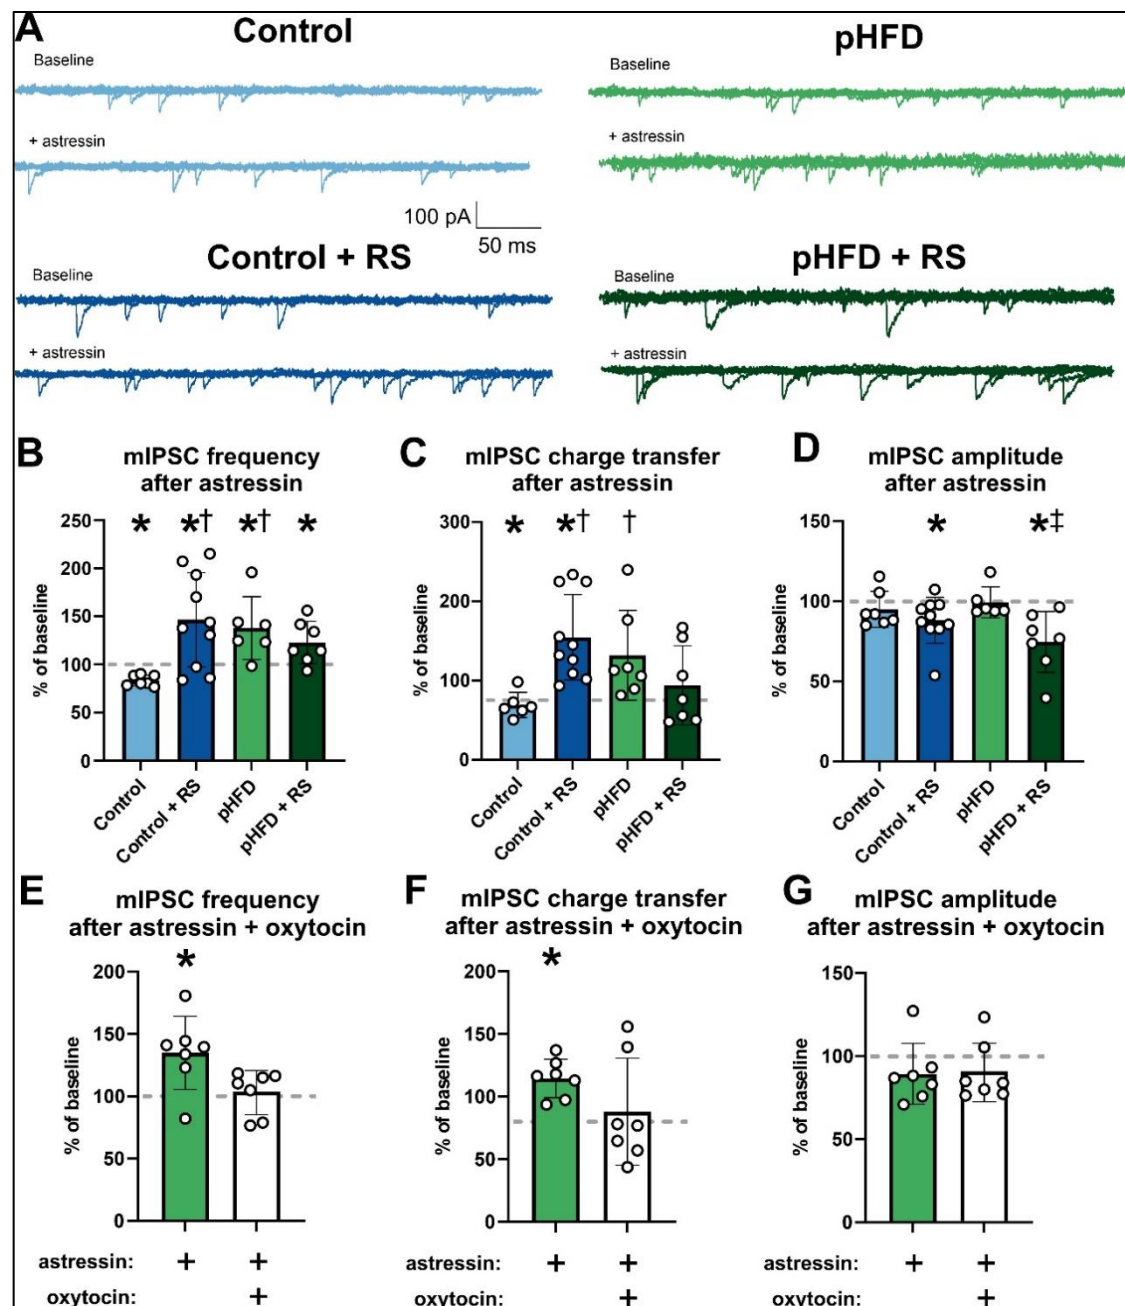 A
Control
pHFD
Baseline
Baseline
+ astressin
+ astressin
100 pA
50 ms
Control + RS
pHFD + RS
Baseline
Baseline
+ astressin
+ astressin
B
mIPSC frequency
after astressin
* *† *† *
% of baseline
250
200
150
100
50
0
Control
Control + RS
pHFD
pHFD + RS
C
mIPSC charge transfer
after astressin
* *† †
% of baseline
300
200
100
0
Control
Control + RS
pHFD
pHFD + RS
D
mIPSC amplitude
after astressin
* *‡
% of baseline
150
100
50
0
Control
Control + RS
pHFD
pHFD + RS
E
mIPSC frequency
after astressin + oxytocin
*
% of baseline
200
150
100
50
0
astressin: + +
oxytocin: +
F
mIPSC charge transfer
after astressin + oxytocin
*
% of baseline
200
150
100
50
0
astressin: + +
oxytocin: +
G
mIPSC amplitude
after astressin + oxytocin
% of baseline
150
100
50
0
astressin: + +
oxytocin: +